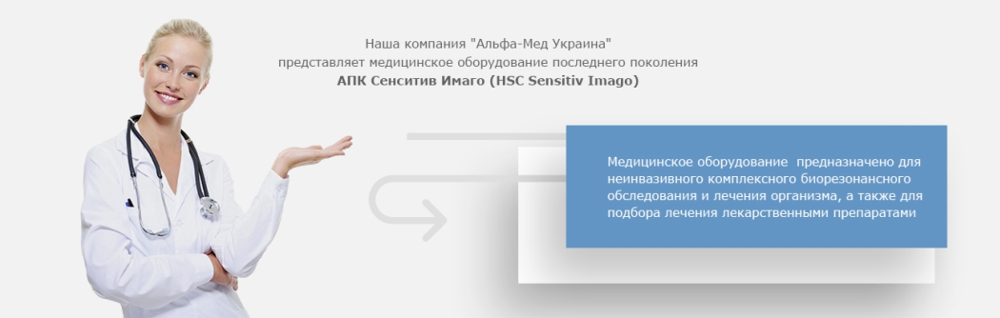 Наша компания "Альфа-Мед Украина"
представляет медицинское оборудование последнего поколения
АПК Сенситив Имаго (HSC Sensitiv Imago)
Медицинское оборудование предназначено для
неинвазивного комплексного биорезонансного
обследования и лечения организма, а также для
подбора лечения лекарственными препаратами